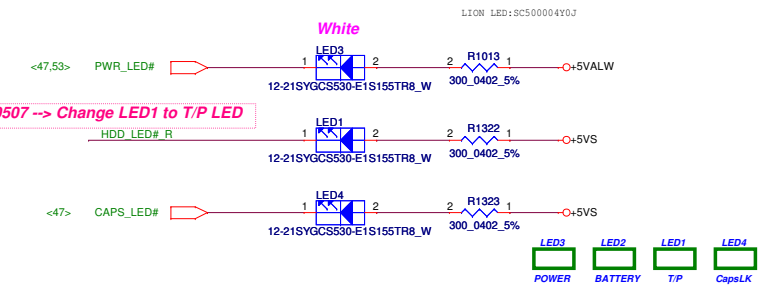 LION LED:SC500004Y0J
White
<47,53> PWR_LED# 1 LED3 2 2 R1013 1 +5VALW
12-21SYGCS530-E1S155TR8_W 300_0402_5%
0507 --> Change LED1 to T/P LED
HDD_LED#_R 1 LED1 2 2 R1322 1 +5VS
12-21SYGCS530-E1S155TR8_W 300_0402_5%
<47> CAPS_LED# 1 LED4 2 2 R1323 1 +5VS
12-21SYGCS530-E1S155TR8_W 300_0402_5%
LED3 LED2 LED1 LED4
POWER BATTERY T/P CapsLK